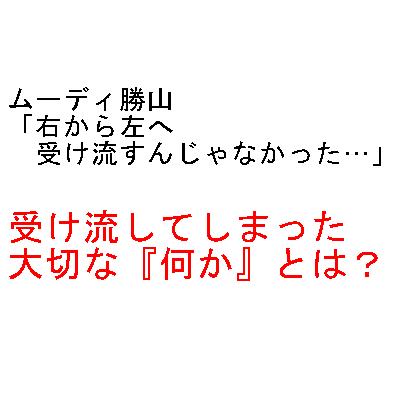 ムーディ勝山
「右から左へ
　受け流すんじゃなかった…」
受け流してしまった
大切な『何か』とは？